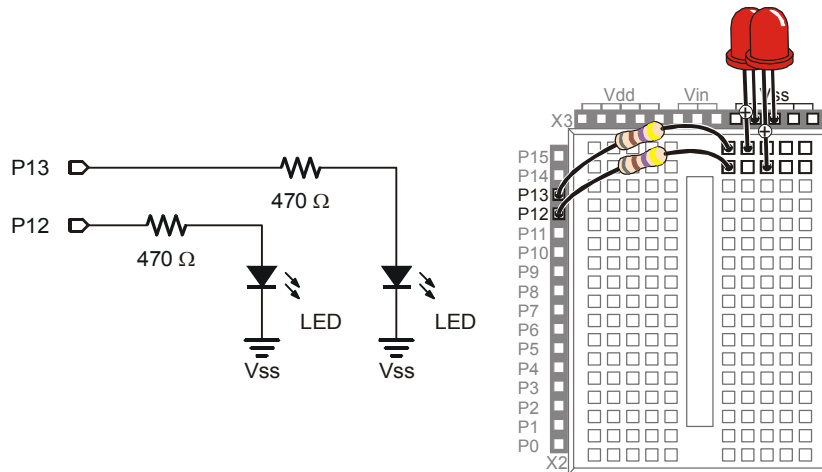 P13
470 Ω
P12
470 Ω
LED
LED
Vss
Vss
Vdd
Vin
Vss
X3
P15
P14
P13
P12
P11
P10
P9
P8
P7
P6
P5
P4
P3
P2
P1
P0
X2
+
+